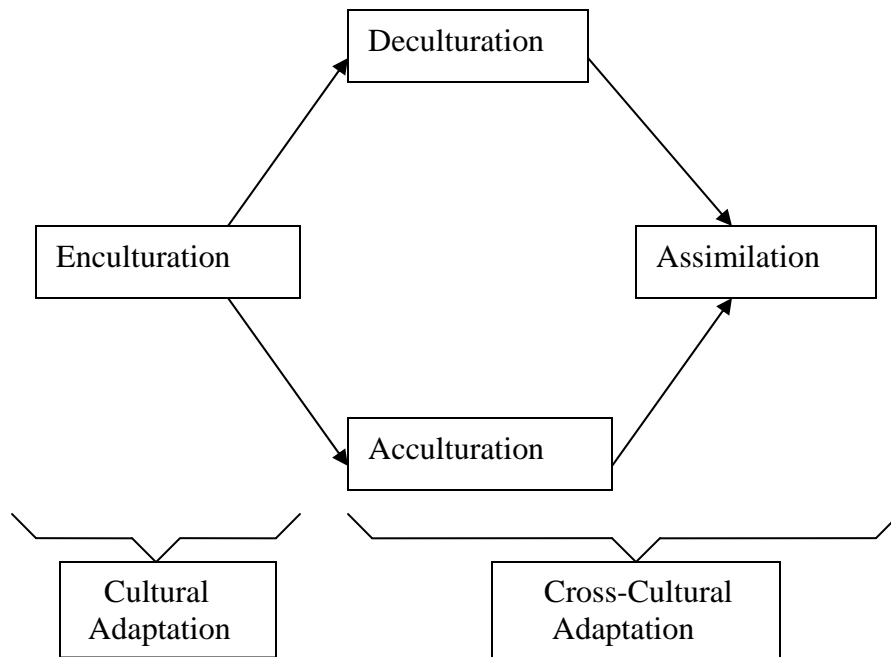 Deculturation
Enculturation
Assimilation
Acculturation
Cultural
Adaptation
Cross-Cultural
Adaptation